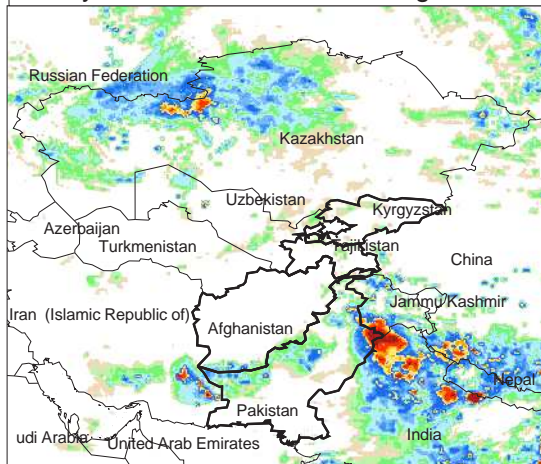 Russian Federation
Kazakhstan
Uzbekistan
Kyrgyzstan
Azerbaijan
Turkmenistan
Tajikistan
China
Jammu Kashmir
Iran (Islamic Republic of)
Afghanistan
Nepal
Pakistan
udi Arabia
United Arab Emirates
India